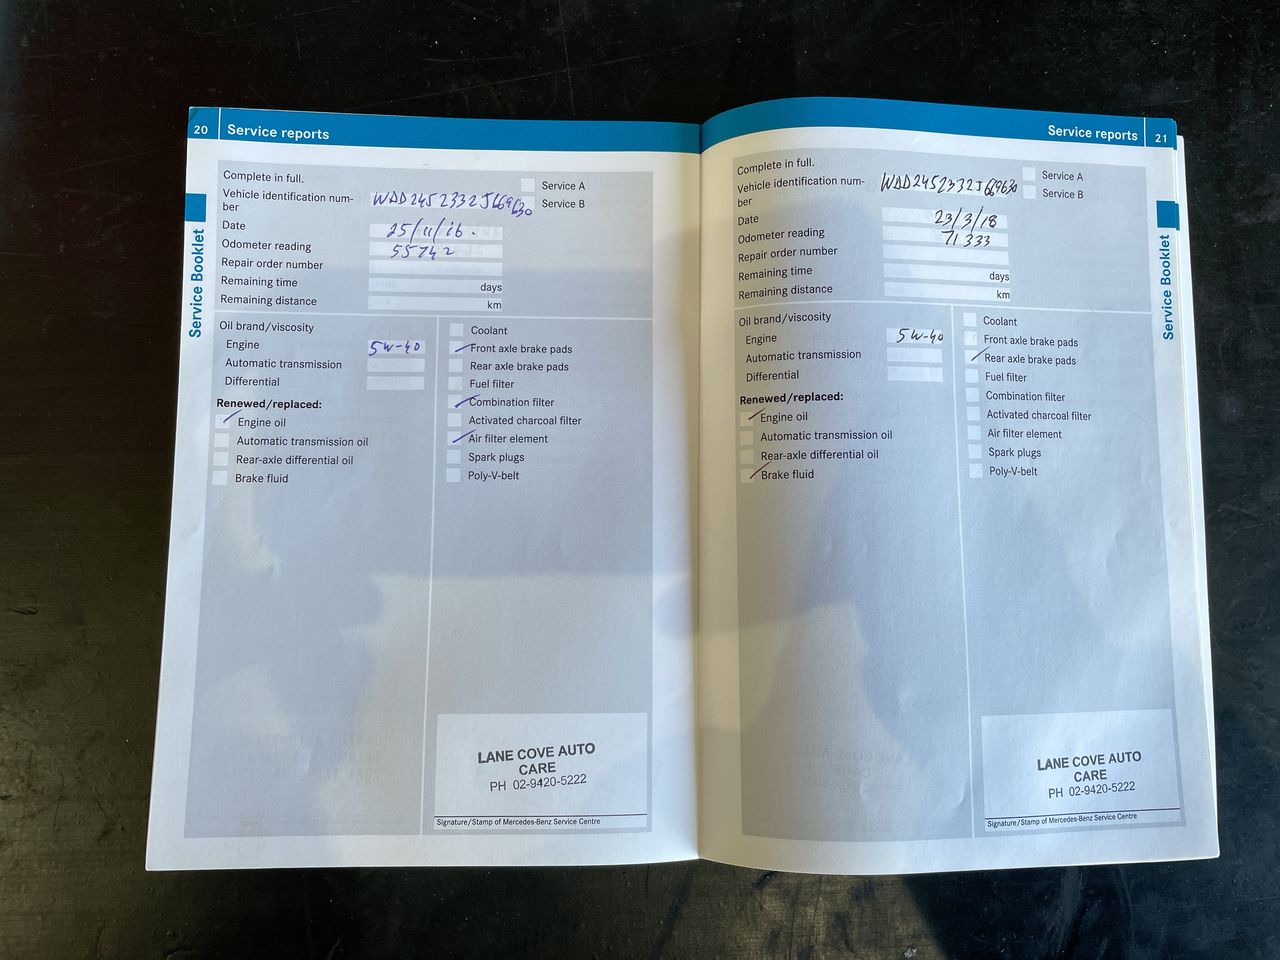 20 Service reports
Complete in full.
Service A
Vehicle identification num-
ber
WDD2452332J669630
Service B
Date 25/11/16.
Odometer reading 55742
Repair order number
Remaining time days
Remaining distance km
Service Booklet
Oil brand/viscosity
Engine 5W-40
Automatic transmission
Differential
Renewed/replaced:
Engine oil
Automatic transmission oil
Rear-axle differential oil
Brake fluid
Coolant
Front axle brake pads
Rear axle brake pads
Fuel filter
Combination filter
Activated charcoal filter
Air filter element
Spark plugs
Poly-V-belt
LANE COVE AUTO
CARE
PH 02-9420-5222
Signature/Stamp of Mercedes-Benz Service Centre
Service reports 21
Complete in full.
Service A
Vehicle identification num-
ber
WDD2452332J669630
Service B
Date 23/3/18
Odometer reading 71333
Repair order number
Remaining time days
Remaining distance km
Service Booklet
Oil brand/viscosity
Engine 5W-40
Automatic transmission
Differential
Renewed/replaced:
Engine oil
Automatic transmission oil
Rear-axle differential oil
Brake fluid
Coolant
Front axle brake pads
Rear axle brake pads
Fuel filter
Combination filter
Activated charcoal filter
Air filter element
Spark plugs
Poly-V-belt
LANE COVE AUTO
CARE
PH 02-9420-5222
Signature/Stamp of Mercedes-Benz Service Centre